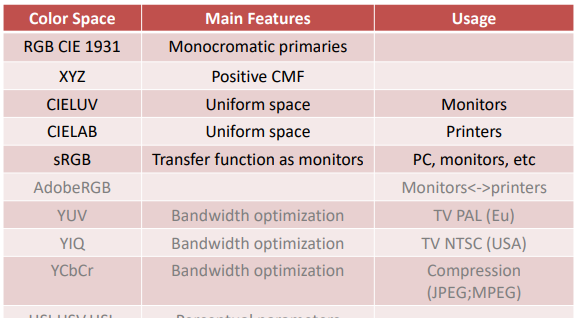 Color Space Main Features Usage
RGB CIE 1931 Monocromatic primaries
XYZ Positive CMF
CIELUV Uniform space Monitors
CIELAB Uniform space Printers
sRGB Transfer function as monitors PC, monitors, etc
AdobeRGB Monitors<->printers
YUV Bandwidth optimization TV PAL (Eu)
YIQ Bandwidth optimization TV NTSC (USA)
YCbCr Bandwidth optimization Compression
(JPEG;MPEG)